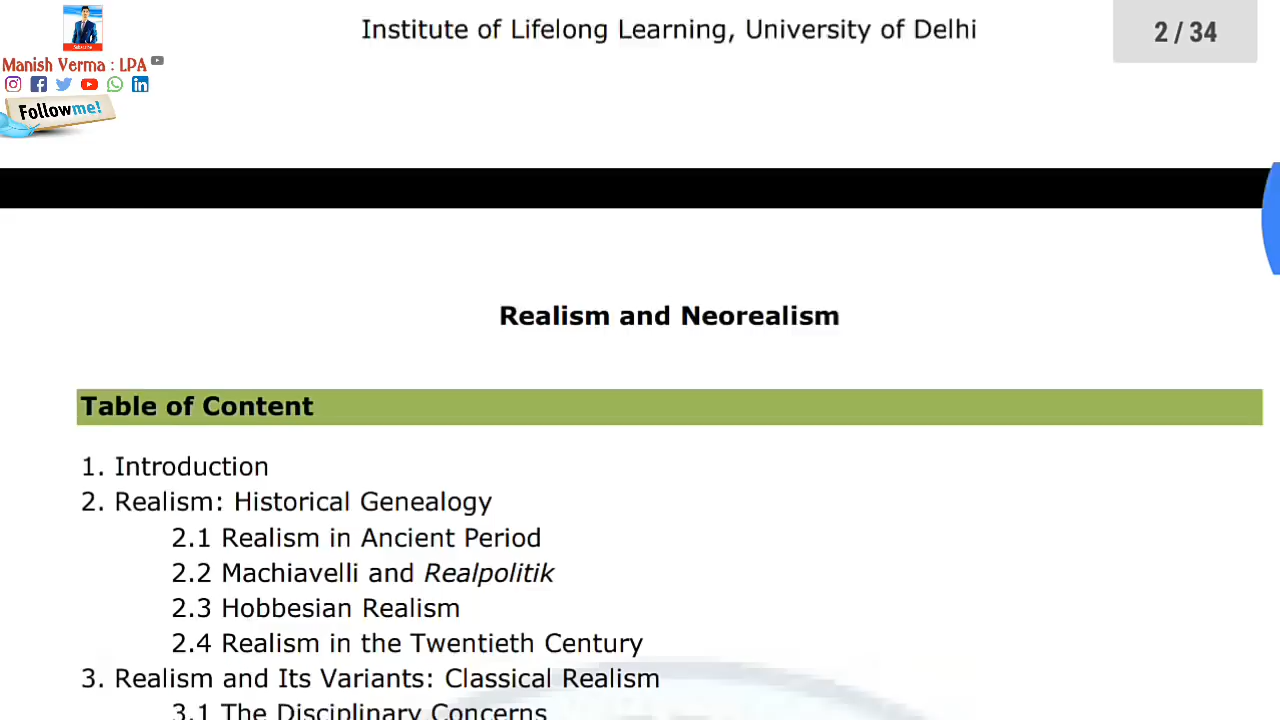 Institute of Lifelong Learning, University of Delhi
2 / 34
Subscribe
Manish Verma : LPA
Followme!
Realism and Neorealism
Table of Content
1. Introduction
2. Realism: Historical Genealogy
2.1 Realism in Ancient Period
2.2 Machiavelli and Realpolitik
2.3 Hobbesian Realism
2.4 Realism in the Twentieth Century
3. Realism and Its Variants: Classical Realism
3.1 The Disciplinary Concerns